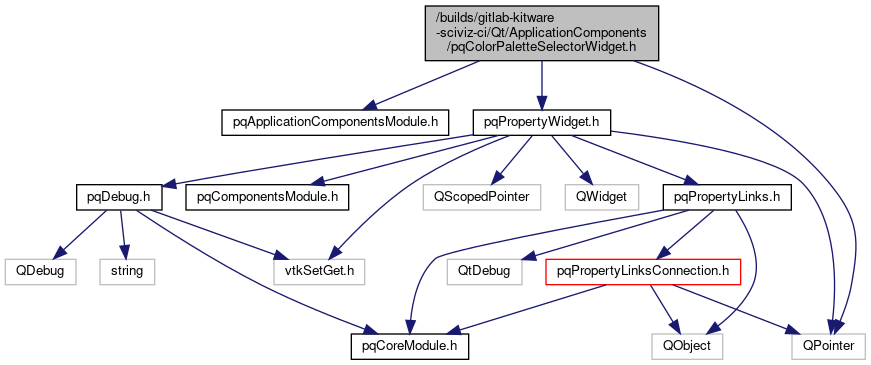 /builds/gitlab-kitware
-sciviz-ci/Qt/ApplicationComponents
/pqColorPaletteSelectorWidget.h
pqApplicationComponentsModule.h
pqPropertyWidget.h
pqDebug.h
pqComponentsModule.h
QScopedPointer
QWidget
pqPropertyLinks.h
QDebug
string
vtkSetGet.h
QtDebug
pqPropertyLinksConnection.h
pqCoreModule.h
QObject
QPointer